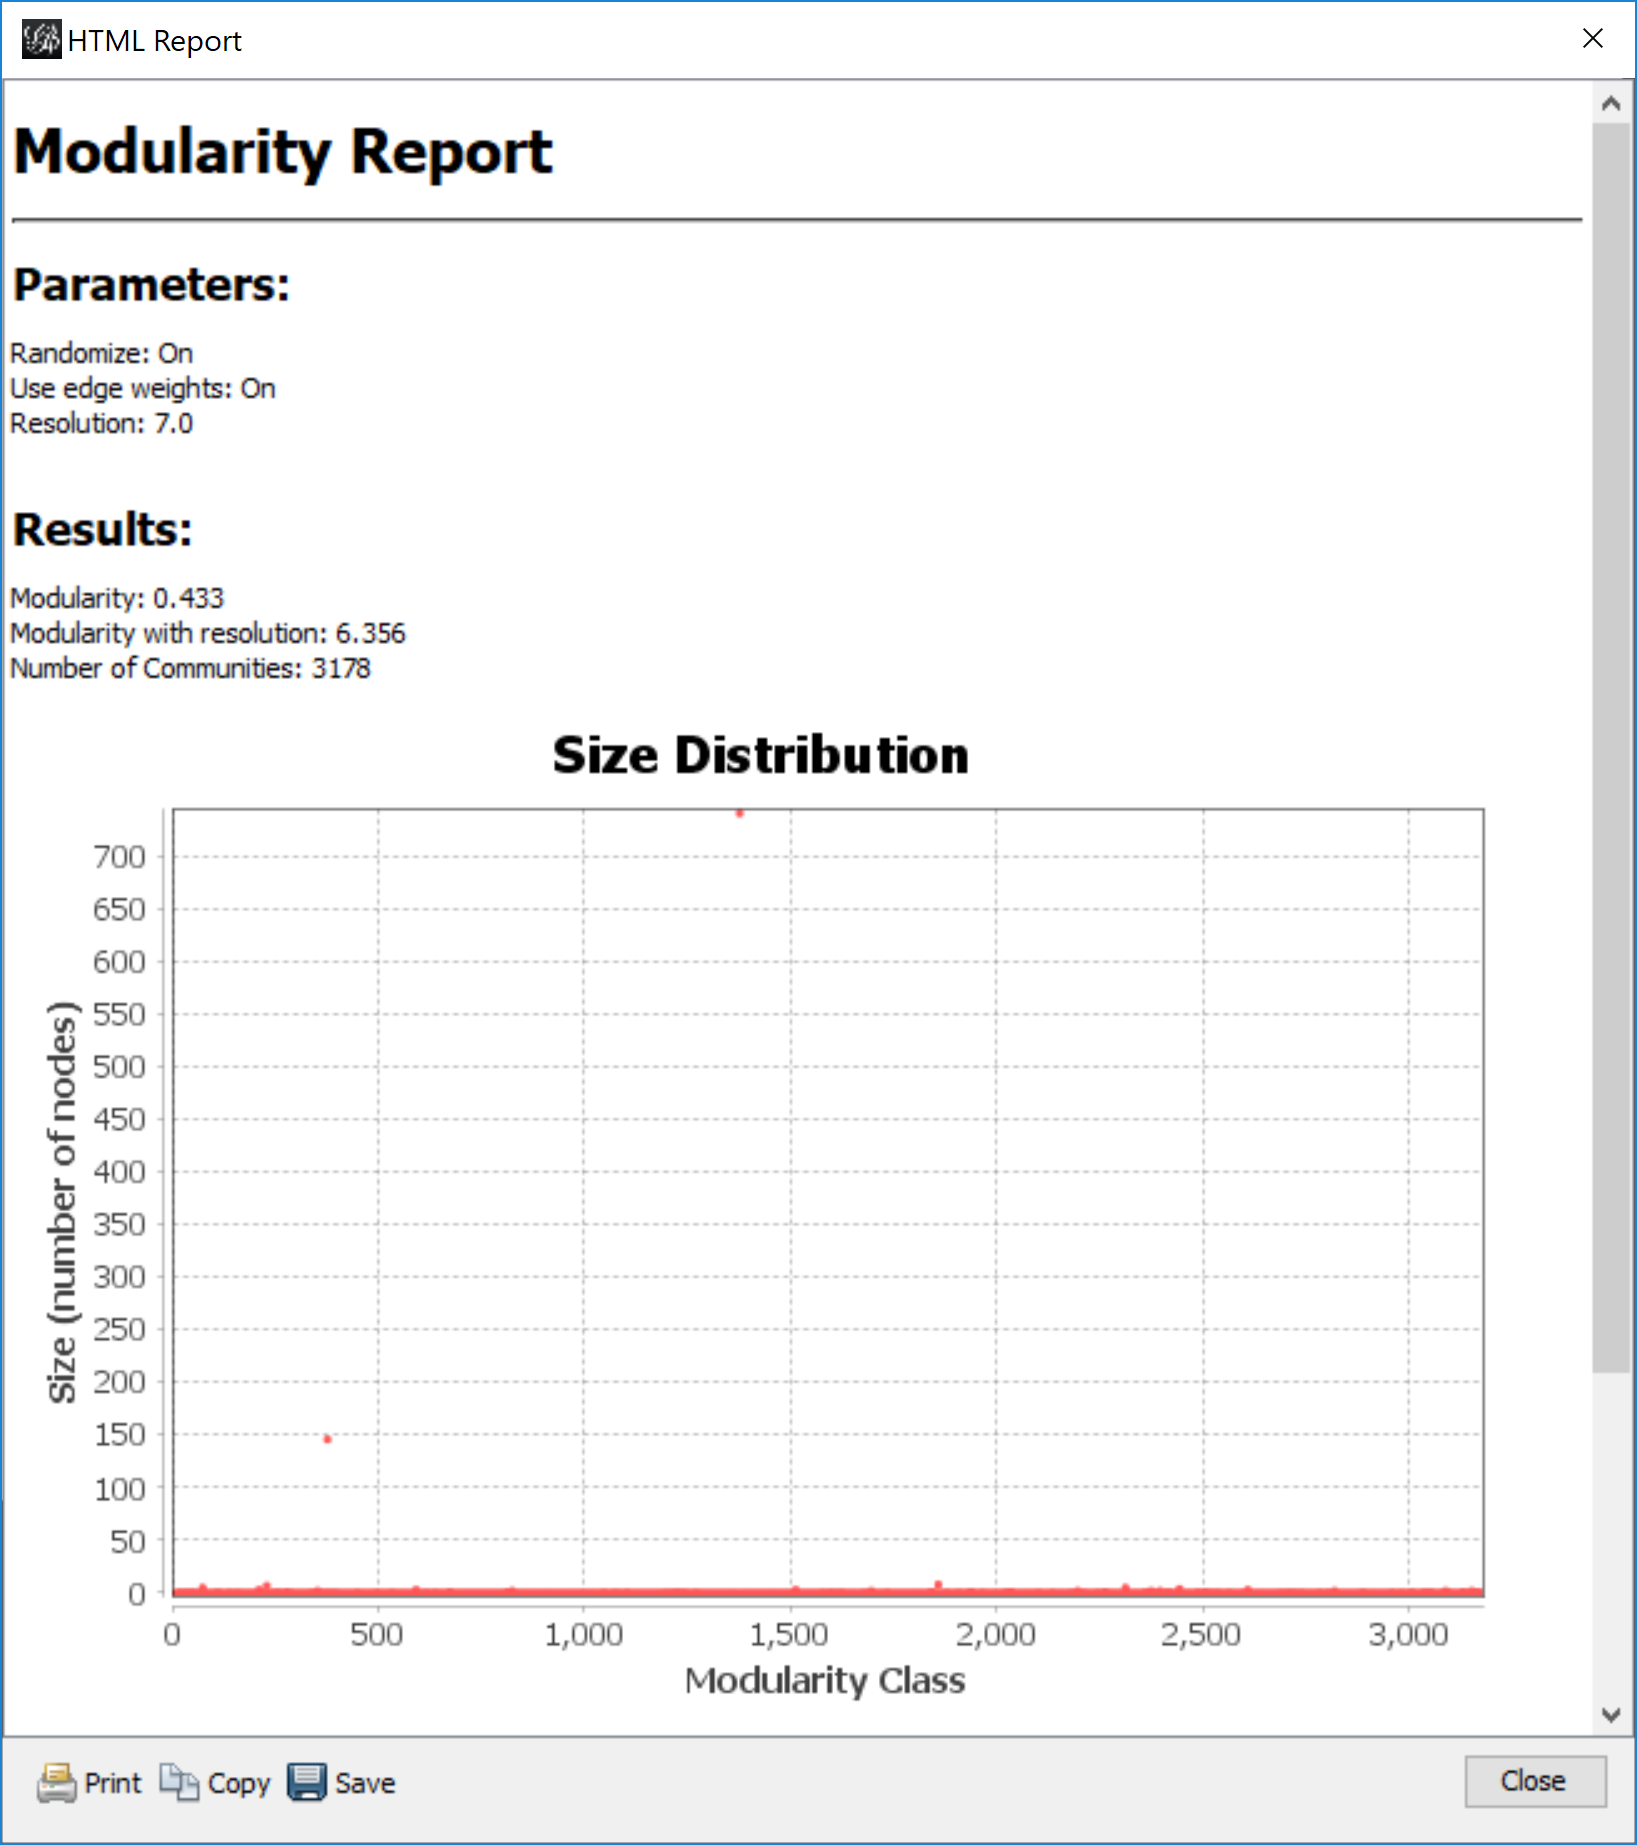 HTML Report
Modularity Report
Parameters:
Randomize: On
Use edge weights: On
Resolution: 7.0
Results:
Modularity: 0.433
Modularity with resolution: 6.356
Number of Communities: 3178
Size Distribution
Size (number of nodes)
700
650
600
550
500
450
400
350
300
250
200
150
100
50
0
0 500 1,000 1,500 2,000 2,500 3,000
Modularity Class
Print Copy Save Close